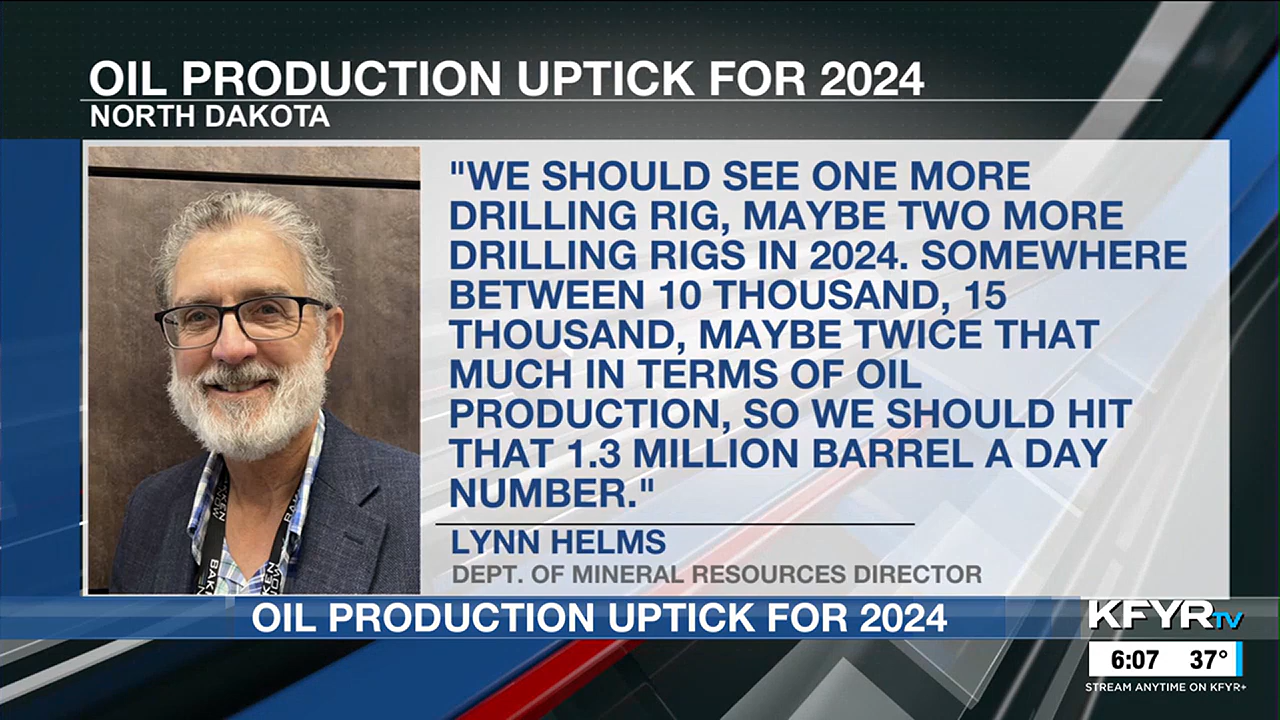 OIL PRODUCTION UPTICK FOR 2024
NORTH DAKOTA
"WE SHOULD SEE ONE MORE
DRILLING RIG, MAYBE TWO MORE
DRILLING RIGS IN 2024. SOMEWHERE
BETWEEN 10 THOUSAND, 15
THOUSAND, MAYBE TWICE THAT
MUCH IN TERMS OF OIL
PRODUCTION, SO WE SHOULD HIT
THAT 1.3 MILLION BARREL A DAY
NUMBER."
LYNN HELMS
DEPT. OF MINERAL RESOURCES DIRECTOR
OIL PRODUCTION UPTICK FOR 2024
KFYR TV
6:07 37°
STREAM ANYTIME ON KFYR+